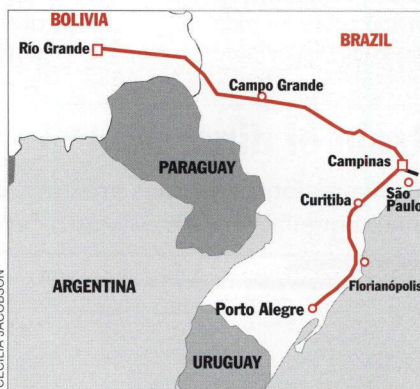 BOLIVIA
BRAZIL
Río Grande
Campo Grande
PARAGUAY
Campinas
São
Paulo
Curitiba
ARGENTINA
Florianópolis
Porto Alegre
URUGUAY
CECILIA JACOBSON